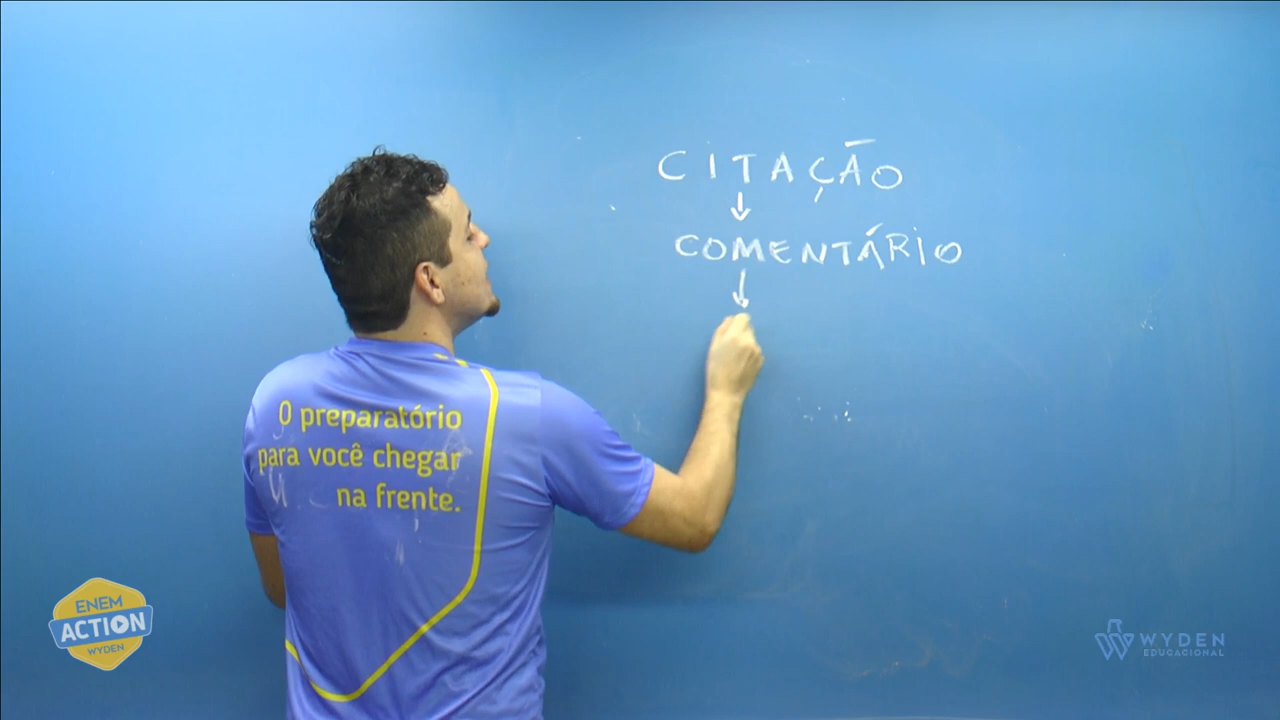 CITAÇÃO
COMENTÁRIO
O preparatório
para você chegar
na frente.
ENEM
ACTION
WYDEN
WYDEN
EDUCACIONAL